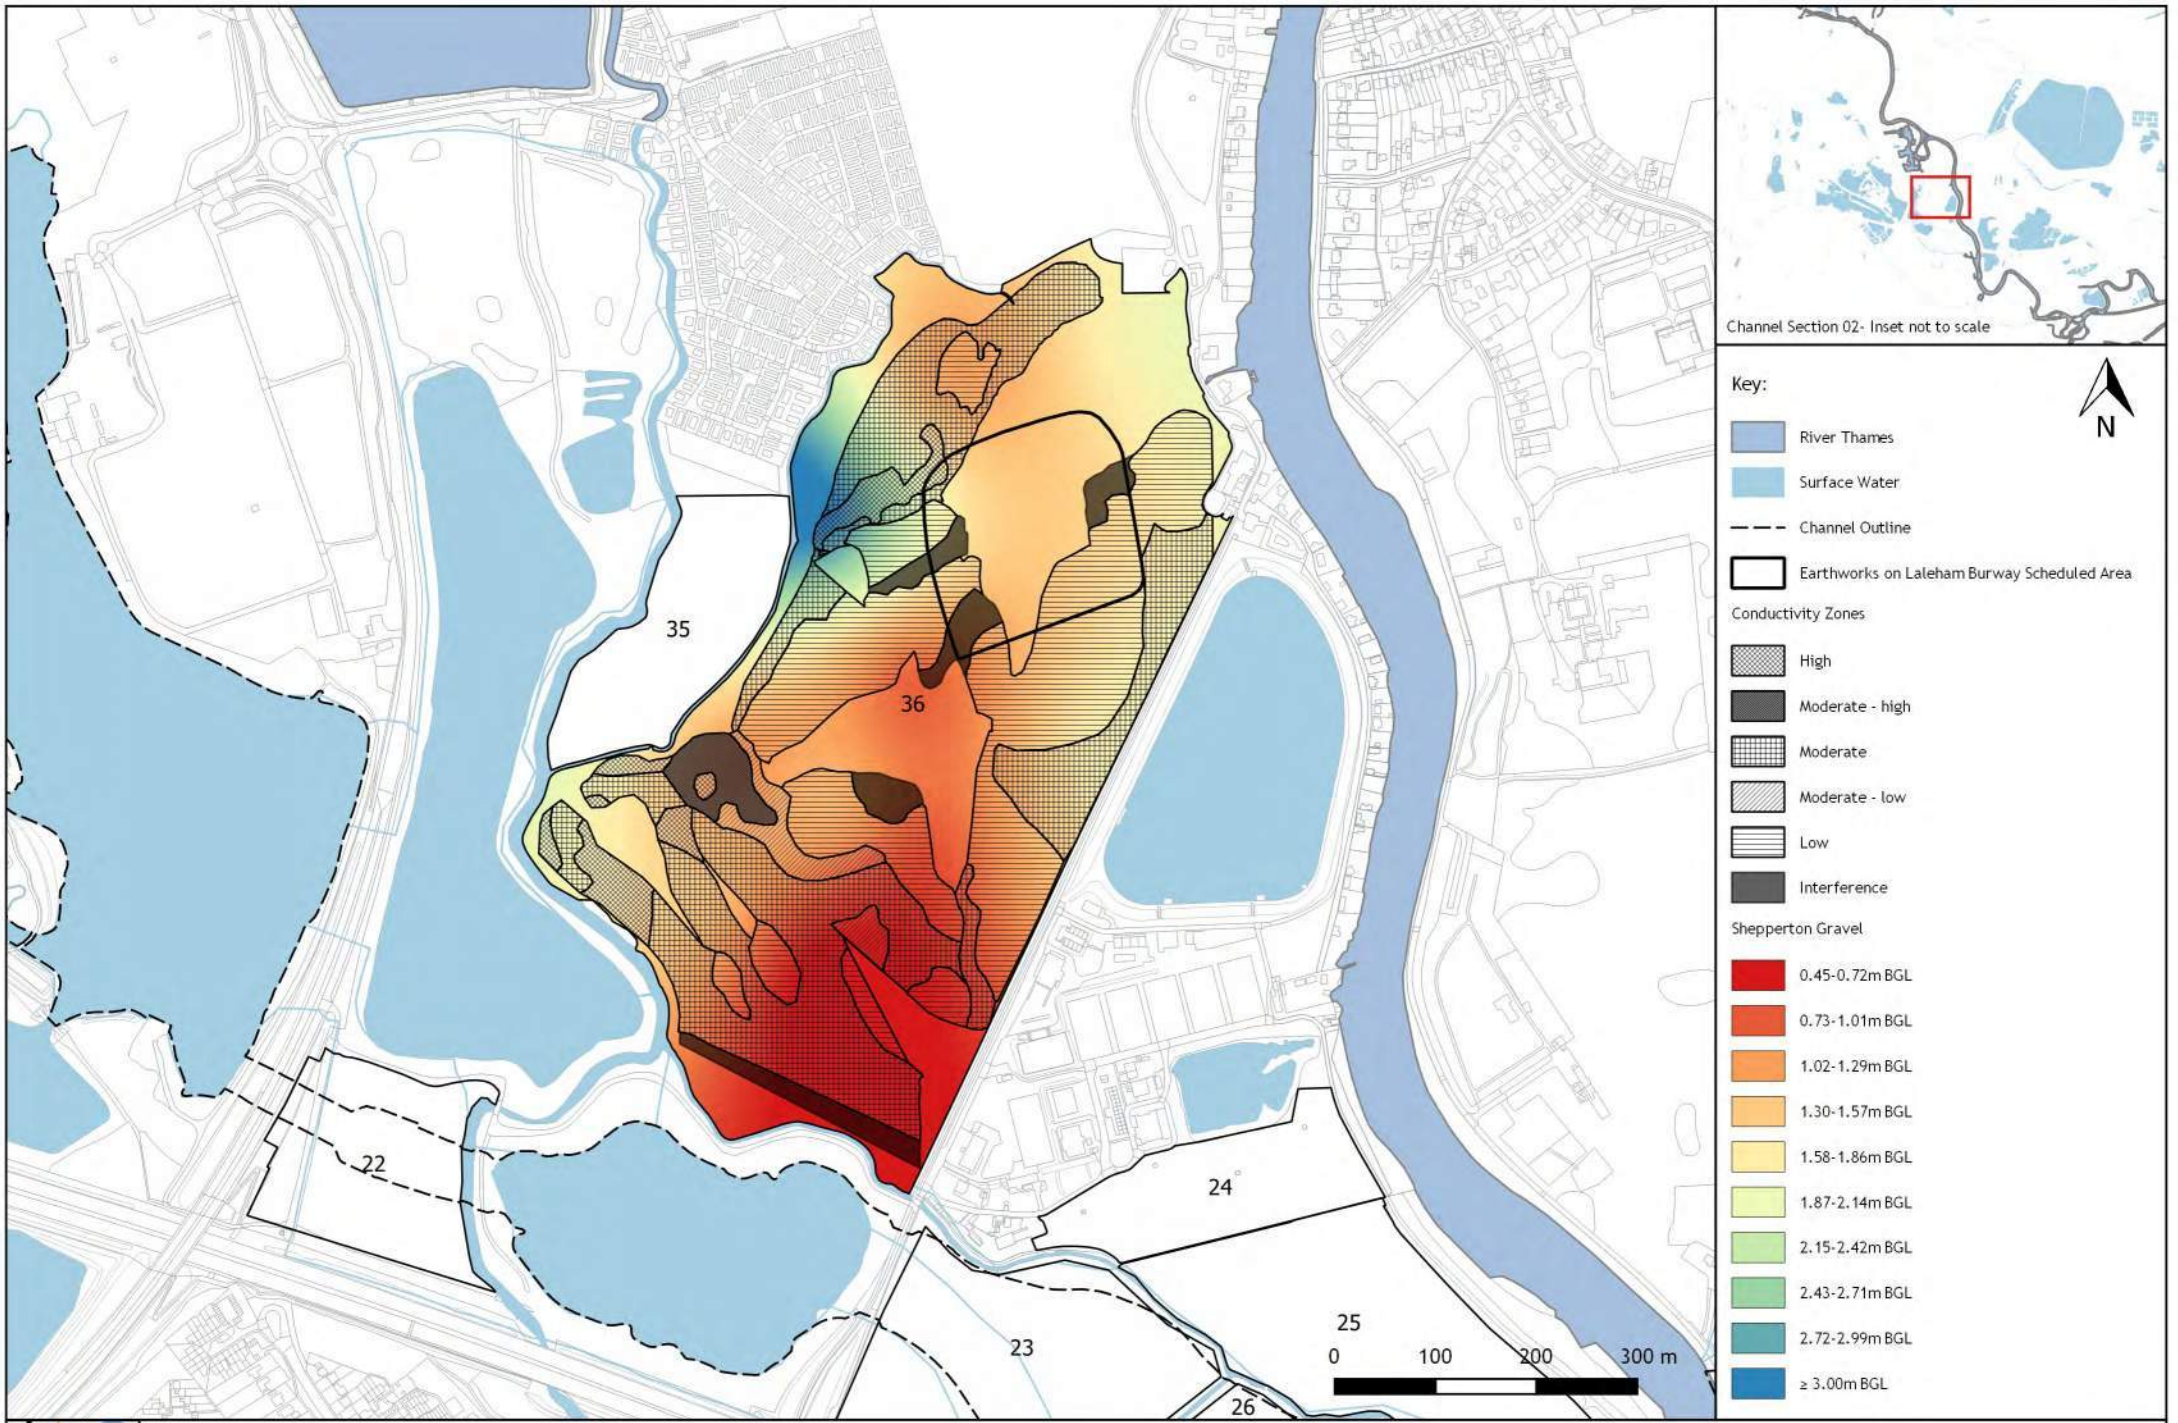 35
36
22
24
25
23
26
0 100 200 300 m
Channel Section 02- Inset not to scale
Key:
N
River Thames
Surface Water
Channel Outline
Earthworks on Laleham Burway Scheduled Area
Conductivity Zones
High
Moderate - high
Moderate
Moderate - low
Low
Interference
Shepperton Gravel
0.45-0.72m BGL
0.73-1.01m BGL
1.02-1.29m BGL
1.30-1.57m BGL
1.58-1.86m BGL
1.87-2.14m BGL
2.15-2.42m BGL
2.43-2.71m BGL
2.72-2.99m BGL
≥ 3.00m BGL